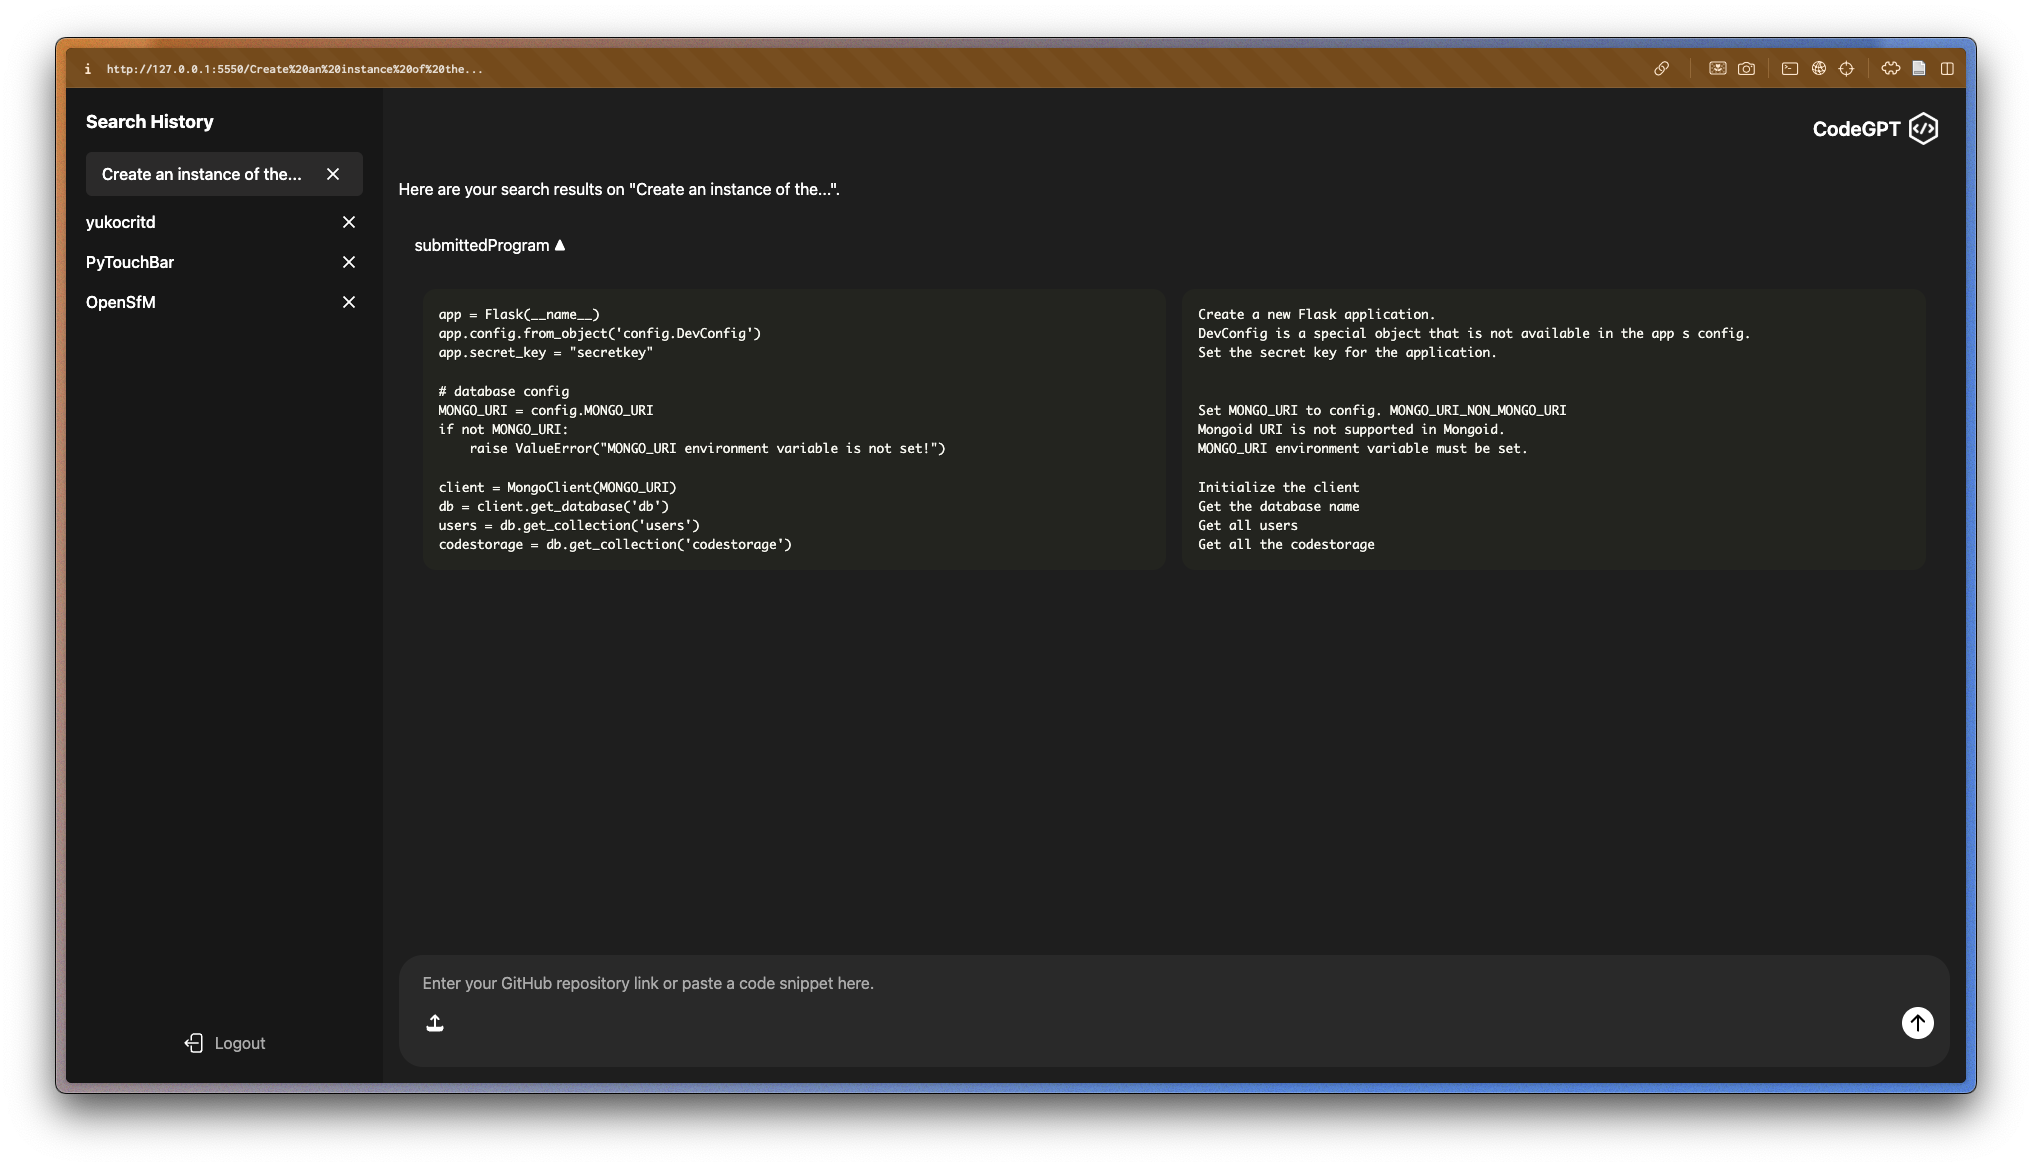 i http://127.0.0.1:5550/Create%20an%20instance%20of%20the...
Search History
Create an instance of the...
yukocritd
PyTouchBar
OpenSfM
Logout
CodeGPT
Here are your search results on "Create an instance of the...".
submittedProgram
app = Flask(__name__)
app.config.from_object('config.DevConfig')
app.secret_key = "secretkey"
# database config
MONGO_URI = config.MONGO_URI
if not MONGO_URI:
    raise ValueError("MONGO_URI environment variable is not set!")
client = MongoClient(MONGO_URI)
db = client.get_database('db')
users = db.get_collection('users')
codestorage = db.get_collection('codestorage')
Create a new Flask application.
DevConfig is a special object that is not available in the app s config.
Set the secret key for the application.
Set MONGO_URI to config. MONGO_URI_NON_MONGO_URI
Mongoid URI is not supported in Mongoid.
MONGO_URI environment variable must be set.
Initialize the client
Get the database name
Get all users
Get all the codestorage
Enter your GitHub repository link or paste a code snippet here.